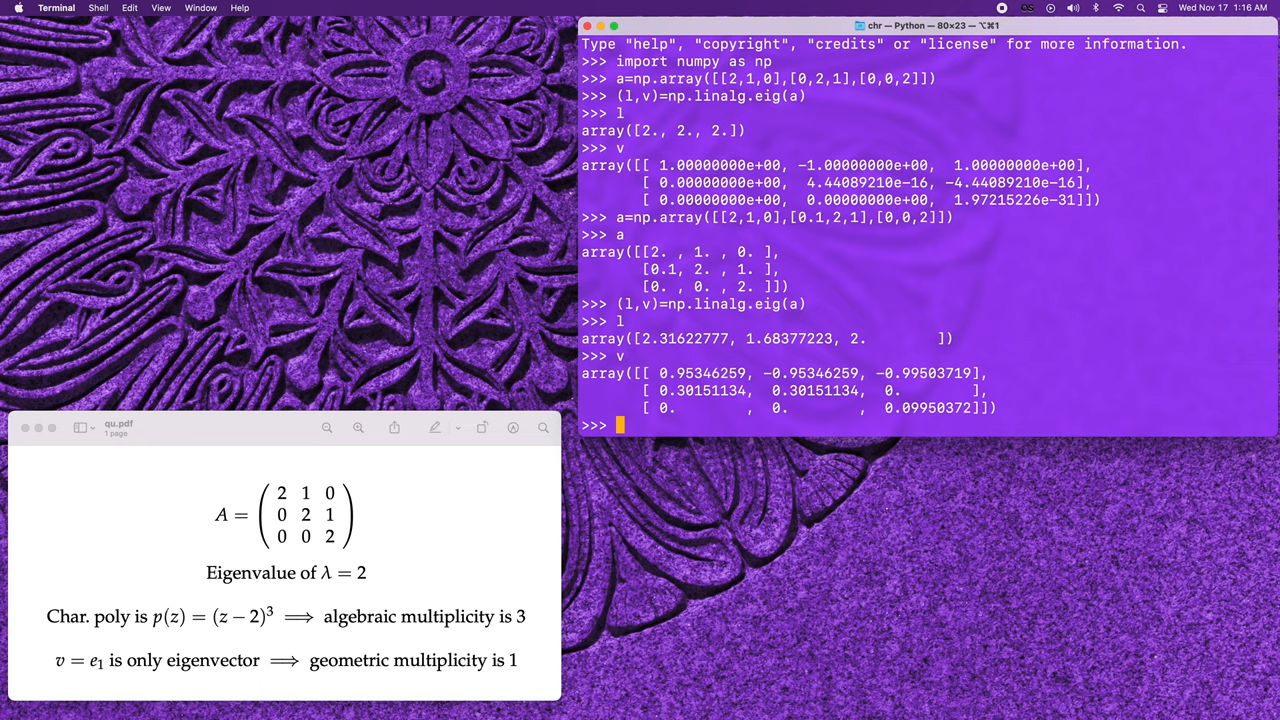 Terminal Shell Edit View Window Help Wed Nov 17 1:16 AM
chr — Python — 80×23 — ⌥⌘1
Type "help", "copyright", "credits" or "license" for more information.
>>> import numpy as np
>>> a=np.array([[2,1,0],[0,2,1],[0,0,2]])
>>> (l,v)=np.linalg.eig(a)
>>> l
array([2., 2., 2.])
>>> v
array([[ 1.00000000e+00, -1.00000000e+00,  1.00000000e+00],
       [ 0.00000000e+00,  4.44089210e-16, -4.44089210e-16],
       [ 0.00000000e+00,  0.00000000e+00,  1.97215226e-31]])
>>> a=np.array([[2,1,0],[0.1,2,1],[0,0,2]])
>>> a
array([[2. , 1. , 0. ],
       [0.1, 2. , 1. ],
       [0. , 0. , 2. ]])
>>> (l,v)=np.linalg.eig(a)
>>> l
array([2.31622777, 1.68377223, 2.        ])
>>> v
array([[ 0.95346259, -0.95346259, -0.99503719],
       [ 0.30151134,  0.30151134,  0.        ],
       [ 0.        ,  0.        ,  0.09950372]])
>>>
qu.pdf
1 page
2 1 0
A = ( 0 2 1 )
0 0 2
Eigenvalue of λ = 2
Char. poly is p(z) = (z − 2)³ ⟹ algebraic multiplicity is 3
v = e₁ is only eigenvector ⟹ geometric multiplicity is 1